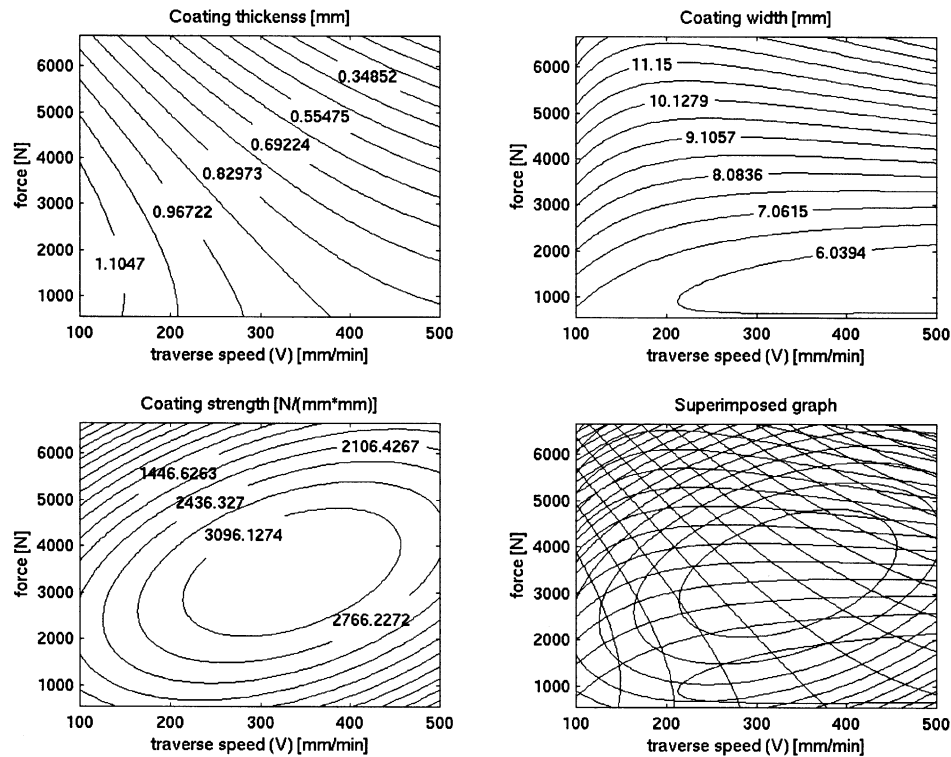 Coating thickenss [mm]
force [N]
6000
5000
4000
3000
2000
1000
0.34852
0.55475
0.69224
0.82973
0.96722
1.1047
100 200 300 400 500
traverse speed (V) [mm/min]
Coating width [mm]
force [N]
6000
5000
4000
3000
2000
1000
11.15
10.1279
9.1057
8.0836
7.0615
6.0394
100 200 300 400 500
traverse speed (V) [mm/min]
Coating strength [N/(mm*mm)]
force [N]
6000
5000
4000
3000
2000
1000
2106.4267
1446.6263
2436.327
3096.1274
2766.2272
100 200 300 400 500
traverse speed (V) [mm/min]
Superimposed graph
force [N]
6000
5000
4000
3000
2000
1000
100 200 300 400 500
traverse speed (V) [mm/min]